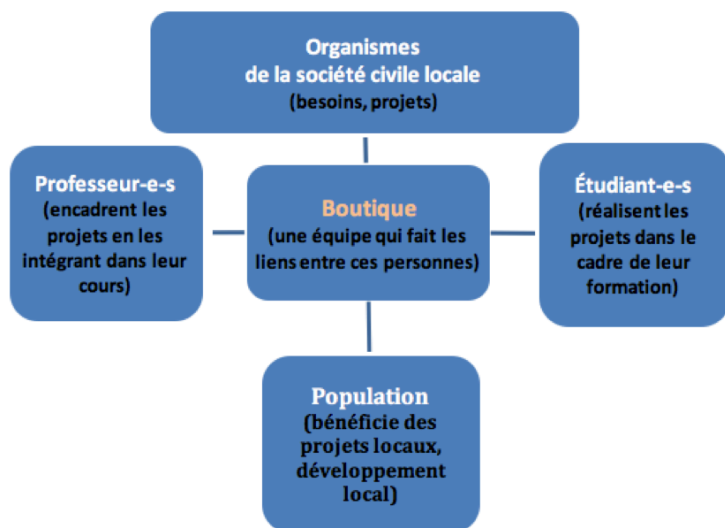 Organismes
de la société civile locale
(besoins, projets)
Professeur-e-s
(encadrent les
projets en les
intégrant dans leur
cours)
Boutique
(une équipe qui fait les
liens entre ces personnes)
Étudiant-e-s
(réalisent les
projets dans le
cadre de leur
formation)
Population
(bénéficie des
projets locaux,
développement
local)